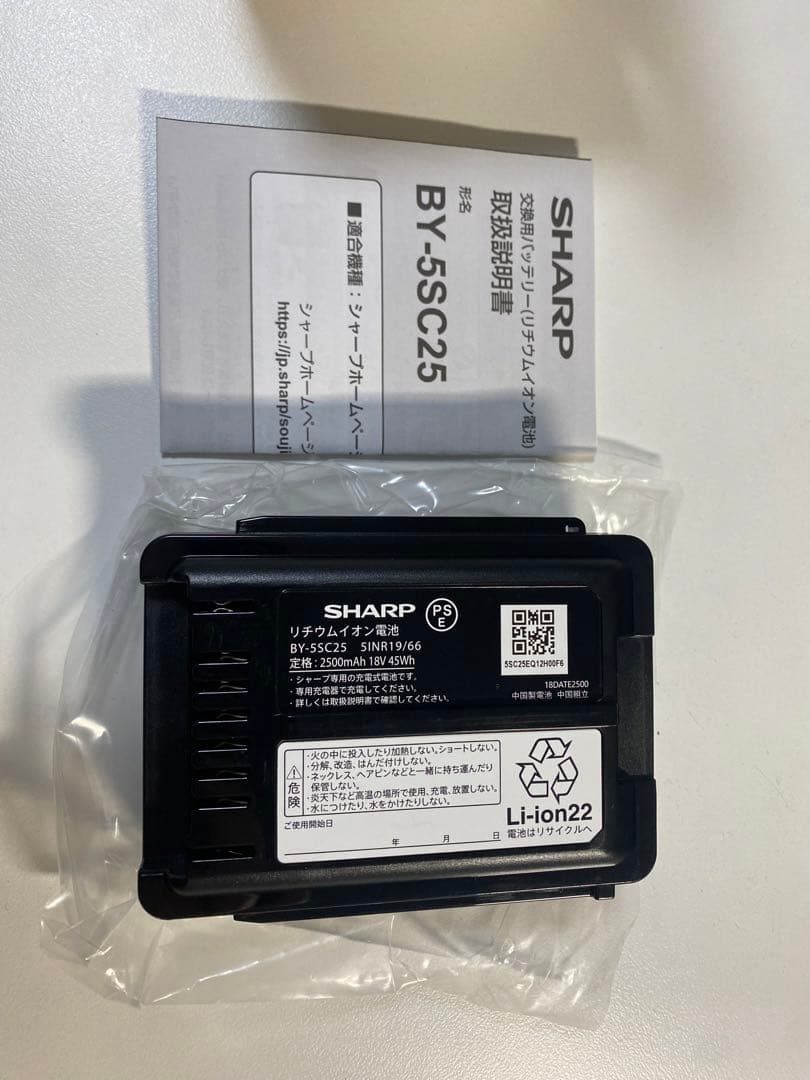 SHARP
交換用バッテリー(リチウムイオン電池)
取扱説明書
形名
BY-5SC25
■適合機種：シャープホームページ
シャープホームページ
https://jp.sharp/souji
SHARP
PS
E
リチウムイオン電池
BY-5SC25 5INR19/66
定格：2500mAh 18V 45Wh
・シャープ専用の充電式電池です。
・専用充電器で充電してください。
・詳しくは取扱説明書で確認してください。
5SC25EQ12H00F6
18DATE2500
中国製電池 中国組立
危険
・火の中に投入したり加熱しない。ショートしない。
・分解、改造、はんだ付けしない。
・ネックレス、ヘアピンなどと一緒に持ち運んだり
保管しない。
・炎天下など高温の場所で使用、充電、放置しない。
・水につけたり、水をかけたりしない。
ご使用開始日
年 月 日
Li-ion22
電池はリサイクルへ